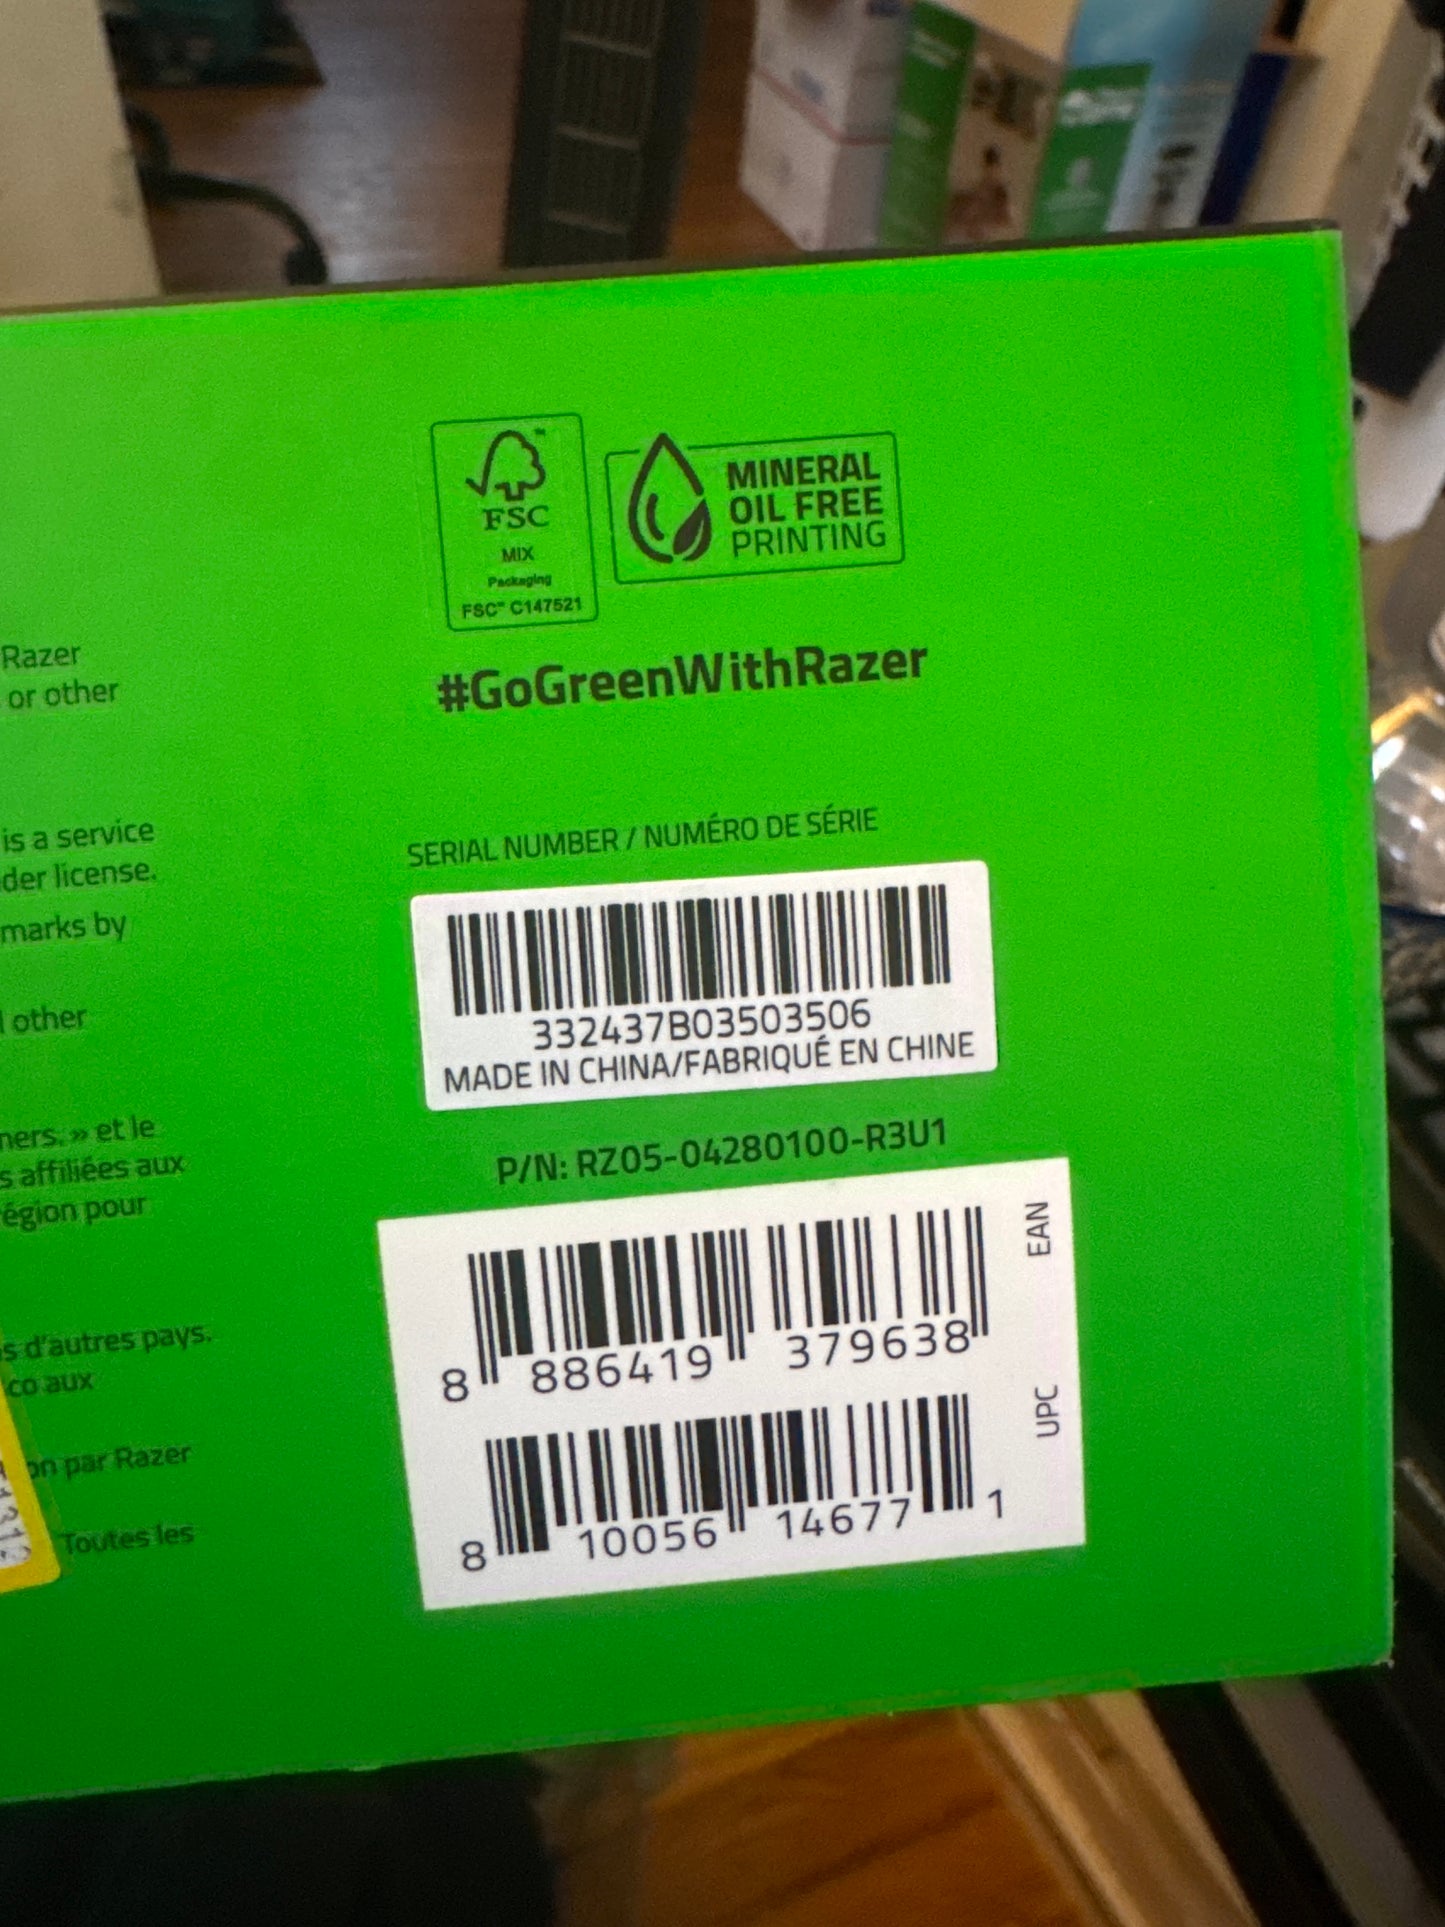 FSC
MIX
Packaging
FSC™ C147521
MINERAL
OIL FREE
PRINTING
#GoGreenWithRazer
Razer
or other
is a service
der license.
marks by
other
et le
affiliées aux
pour
d'autres pays.
co aux
on par Razer
Toutes les
SERIAL NUMBER / NUMÉRO DE SÉRIE
332437B03503506
MADE IN CHINA/FABRIQUÉ EN CHINE
P/N: RZ05-04280100-R3U1
EAN
8 886419 379638
UPC
8 10056 14677 1